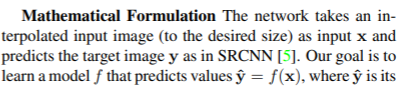 Mathematical Formulation The network takes an in-
terpolated input image (to the desired size) as input x and
predicts the target image y as in SRCNN [5]. Our goal is to
learn a model f that predicts values ŷ = f(x), where ŷ is its